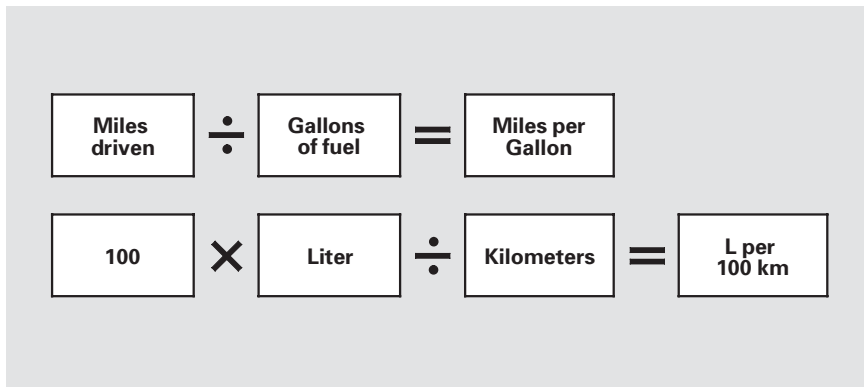 Miles
driven
÷
Gallons
of fuel
=
Miles per
Gallon
100
×
Liter
÷
Kilometers
=
L per
100 km